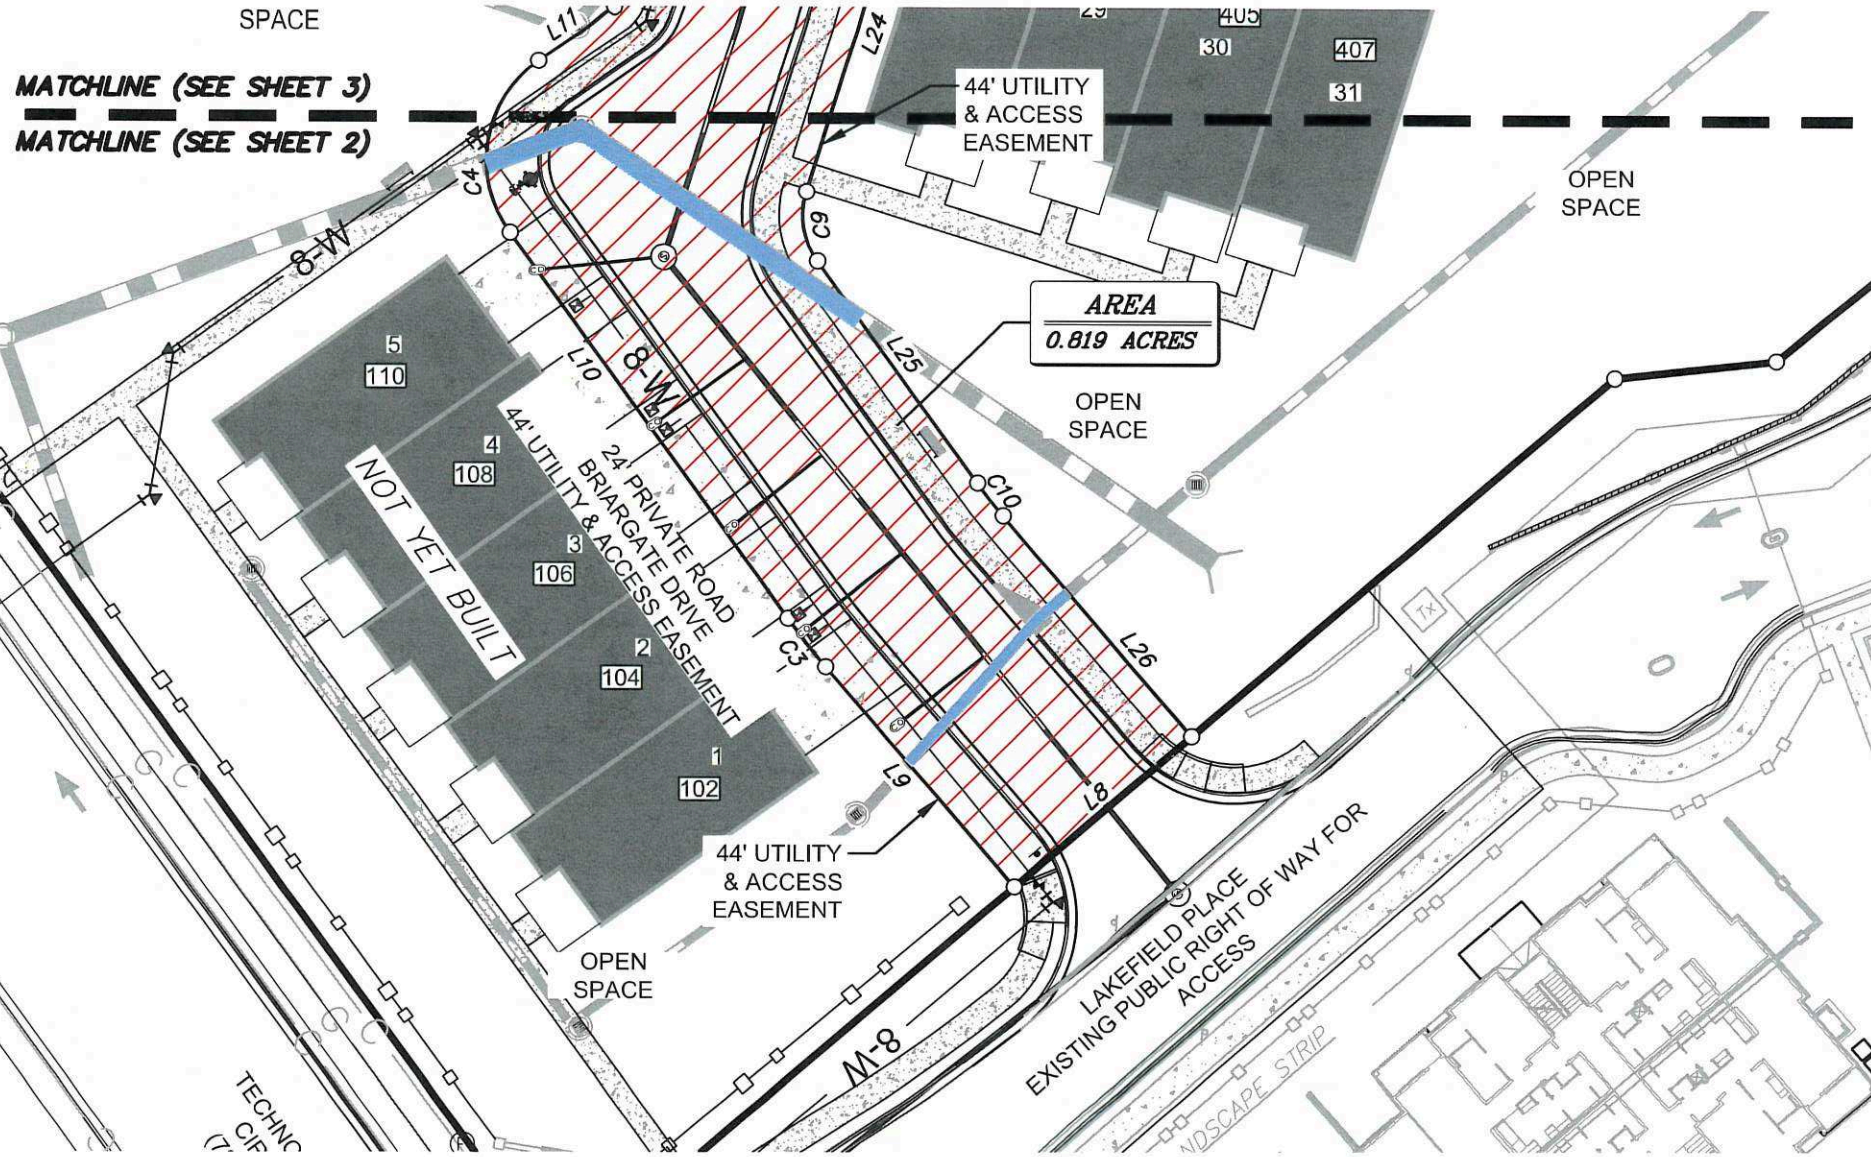 SPACE
L11
L24
29
405
30
407
31
MATCHLINE (SEE SHEET 3)
MATCHLINE (SEE SHEET 2)
44' UTILITY
& ACCESS
EASEMENT
C4
C9
8-W
OPEN
SPACE
S
CO
AREA
0.819 ACRES
L25
5
110
L10
8-W
OPEN
SPACE
4
108
NOT YET BUILT
44' UTILITY & ACCESS EASEMENT
BRIARGATE DRIVE
24' PRIVATE ROAD
C10
3
106
2
104
C3
L26
TX
1
102
L9
L8
44' UTILITY
& ACCESS
EASEMENT
OPEN
SPACE
LAKEFIELD PLACE
EXISTING PUBLIC RIGHT OF WAY FOR
ACCESS
8-W
NDSCAPE STRIP
TECHNO
CIR
(7